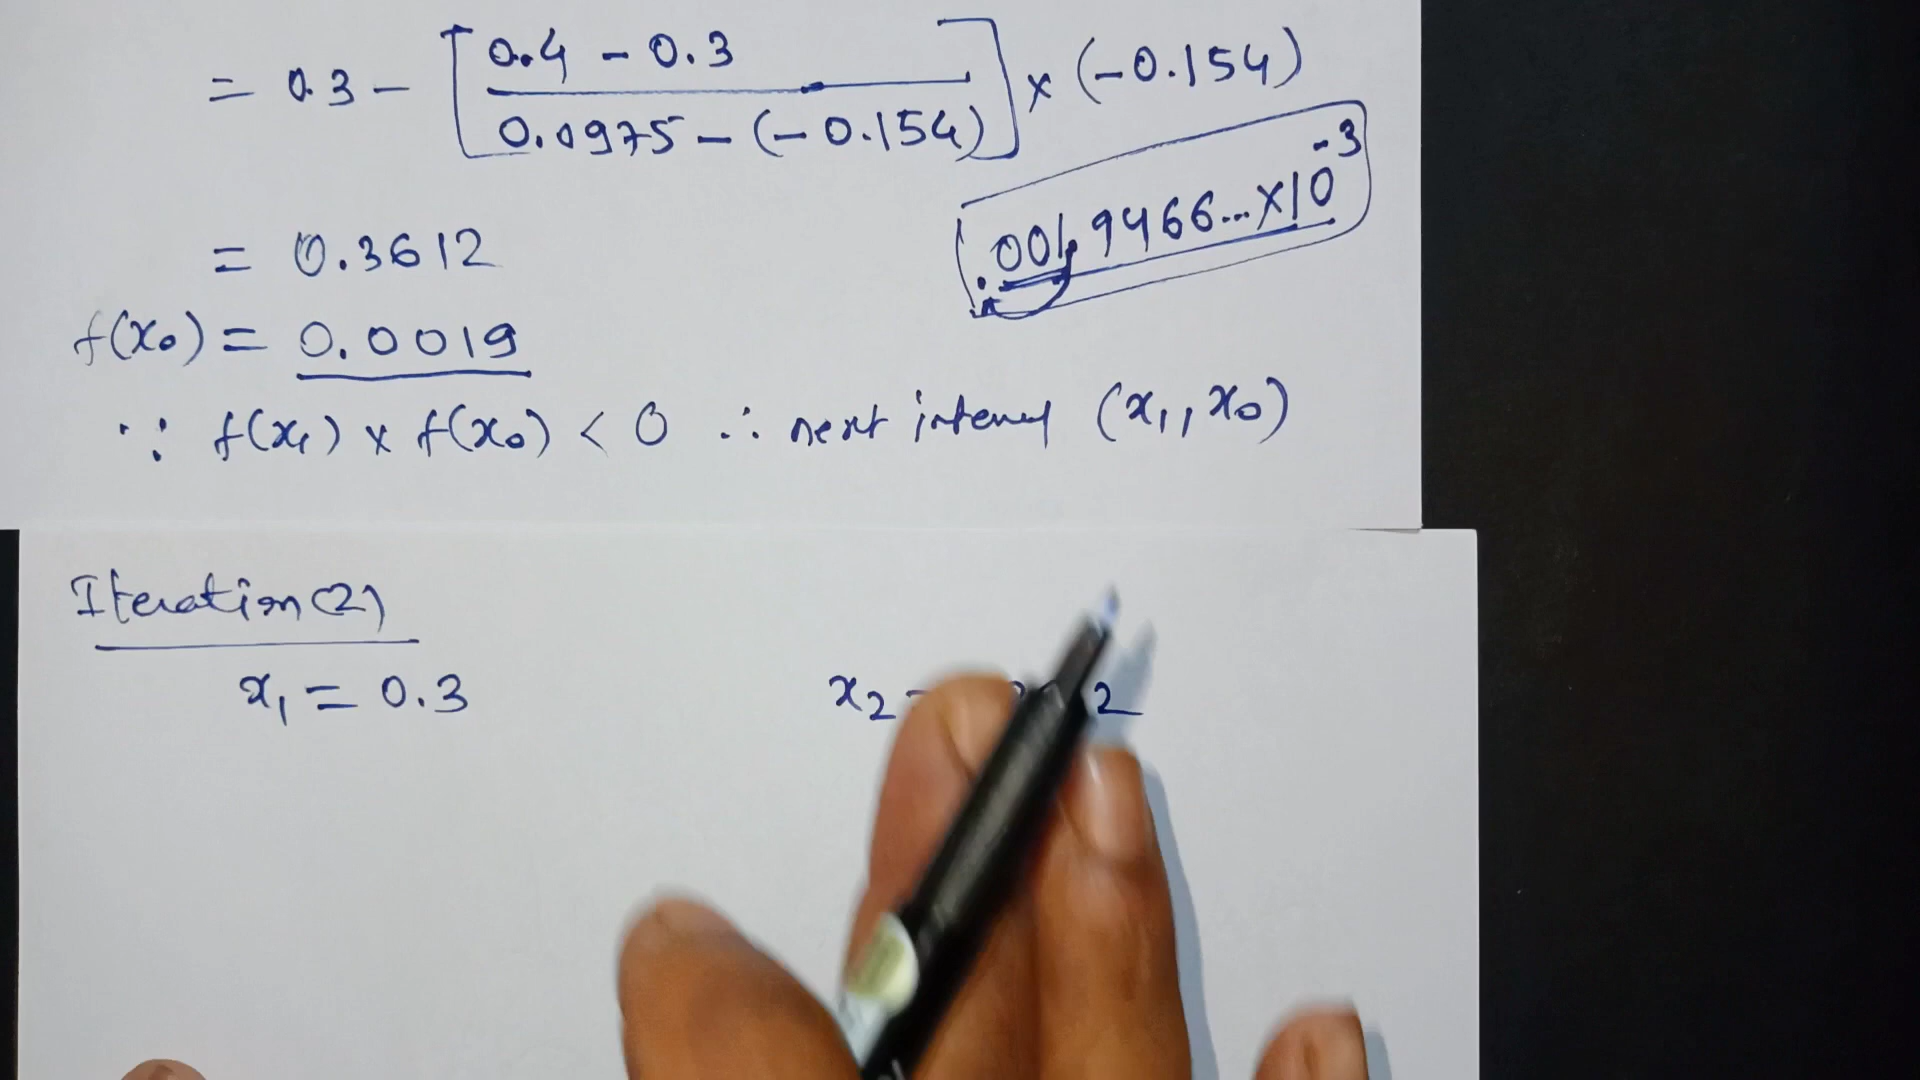 = 0.3 - [ 0.4 - 0.3 / 0.0975 - (-0.154) ] x (-0.154)
.001.9466... x 10^-3
= 0.3612
f(x0) = 0.0019
∵ f(x1) x f(x0) < 0 ∴ next interval (x1, x0)
Iteration (2)
x1 = 0.3
x2 2